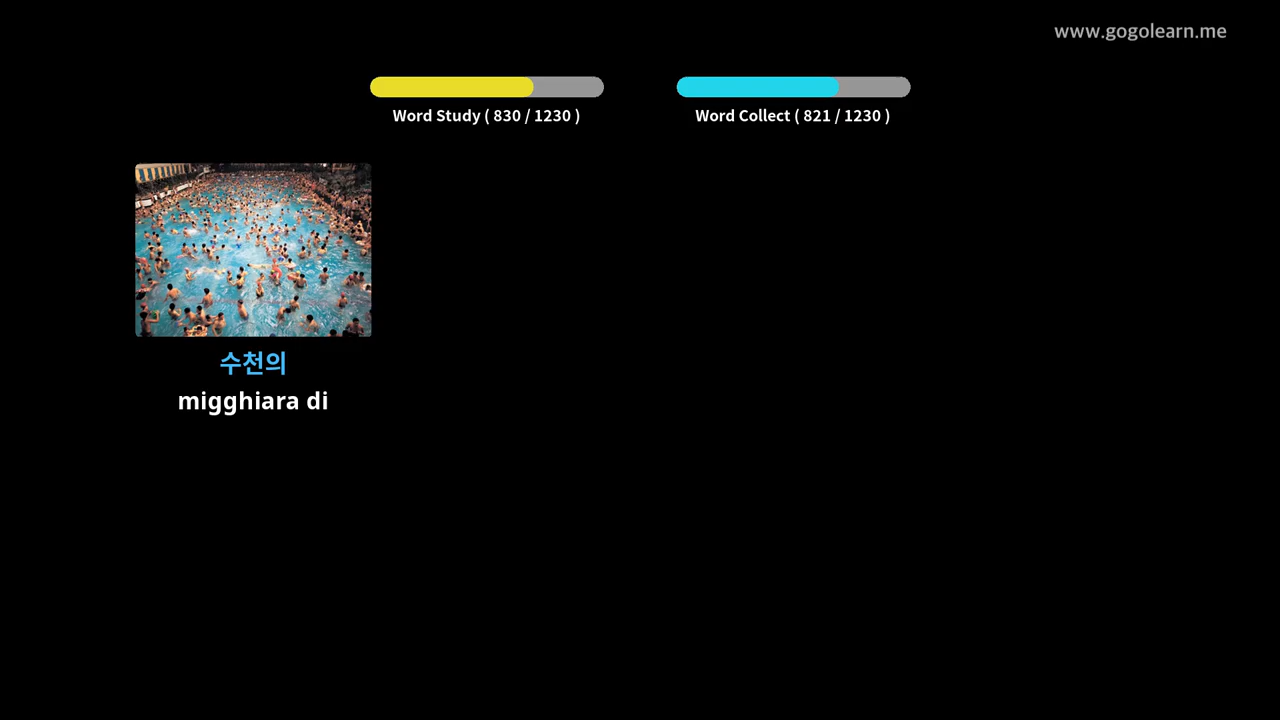 www.gogolearn.me
Word Study ( 830 / 1230 )
Word Collect ( 821 / 1230 )
수천의
migghiara di